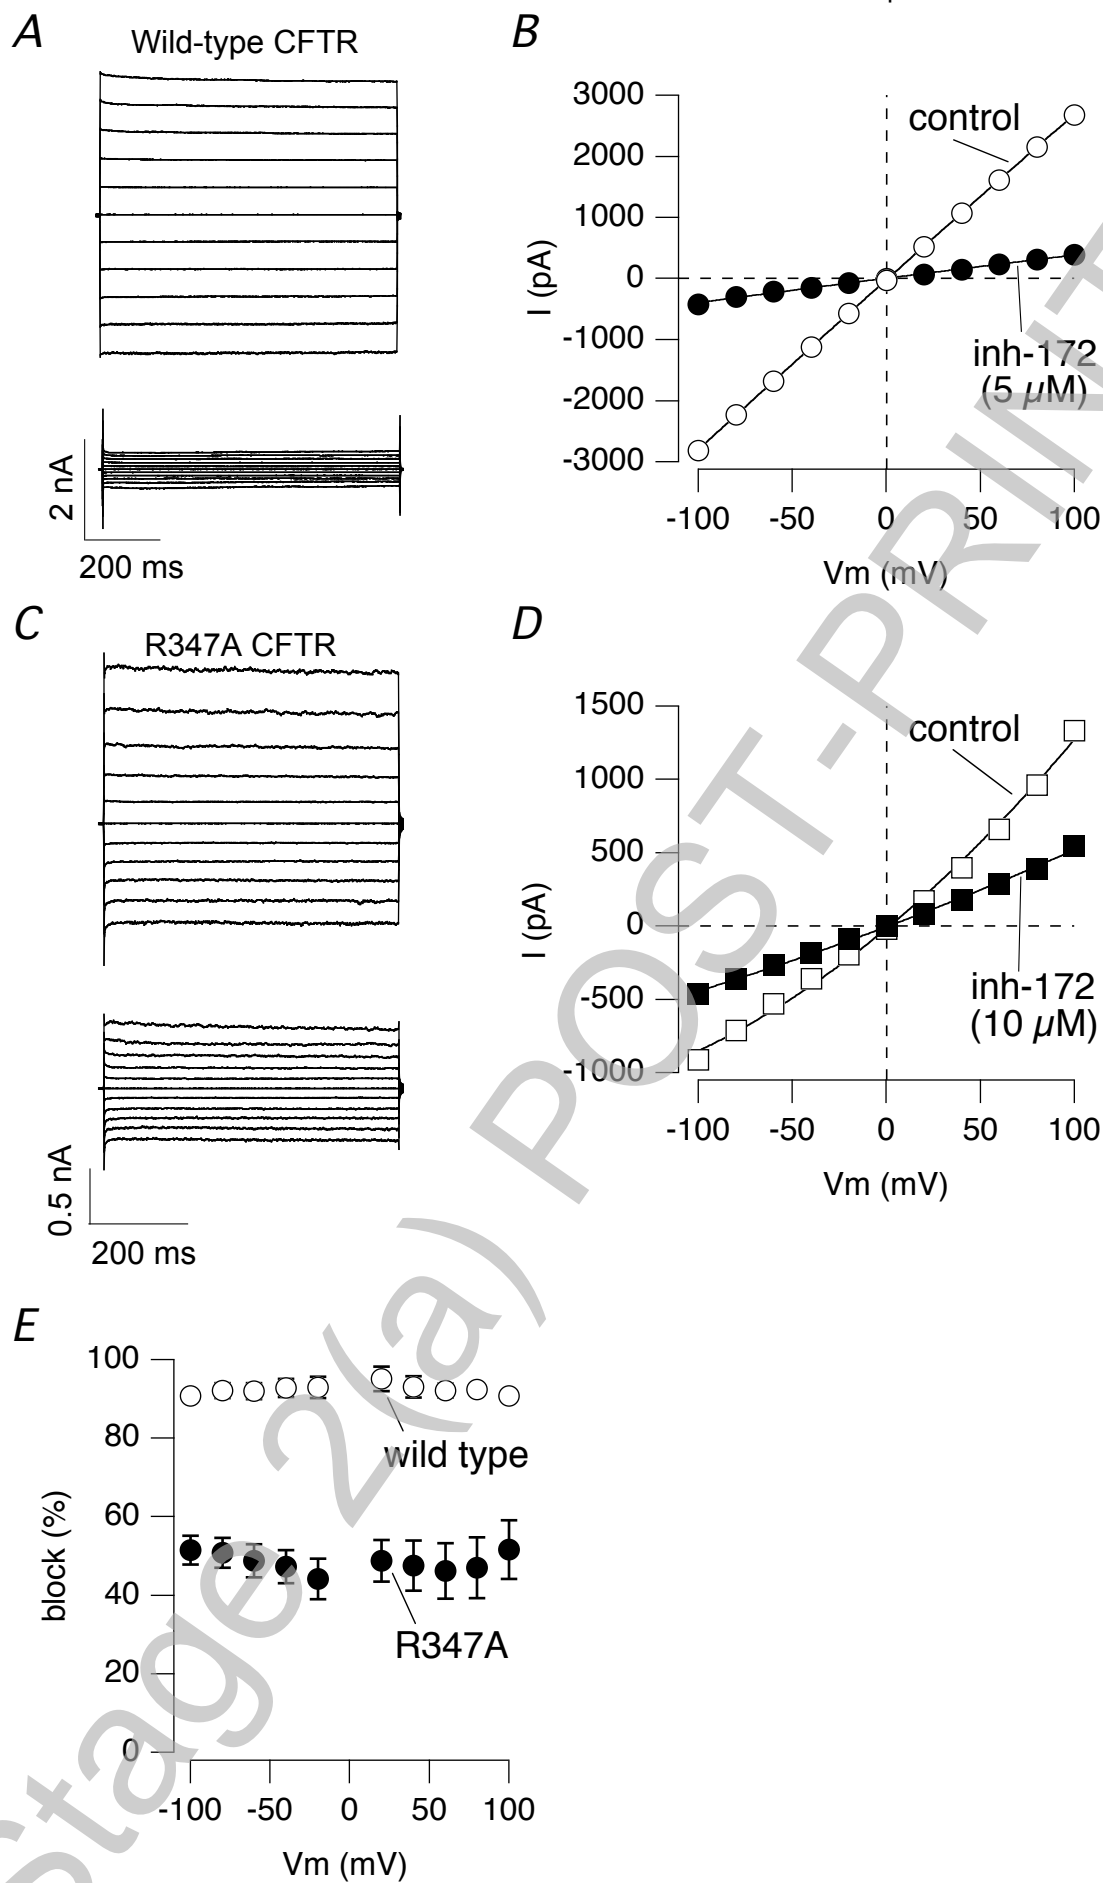 A
Wild-type CFTR
2 nA
200 ms
B
3000
2000
1000
0
-1000
-2000
-3000
I (pA)
control
inh-172
(5 µM)
-100 -50 0 50 100
Vm (mV)
C
R347A CFTR
0.5 nA
200 ms
D
1500
1000
500
0
-500
-1000
I (pA)
control
inh-172
(10 µM)
-100 -50 0 50 100
Vm (mV)
E
100
80
60
40
20
0
block (%)
wild type
R347A
-100 -50 0 50 100
Vm (mV)
Stage 2(a) POST-PRINT